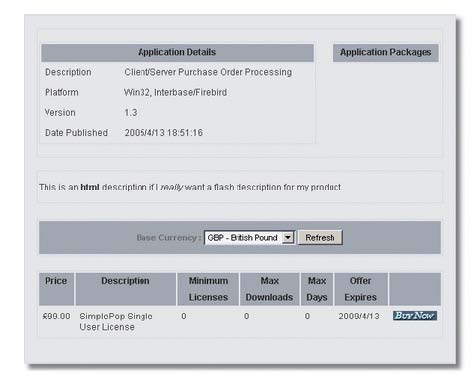 Application Details
Application Packages
Description Client/Server Purchase Order Processing
Platform Win32, Interbase/Firebird
Version 1.3
Date Published 2005/4/13 18:51:16
This is an html description if I really want a flash description for my product
Base Currency: GBP - British Pound Refresh
Price Description Minimum Licenses Max Downloads Max Days Offer Expires
£99.00 SimplePop Single User License 0 0 0 2009/4/13 Buy Now